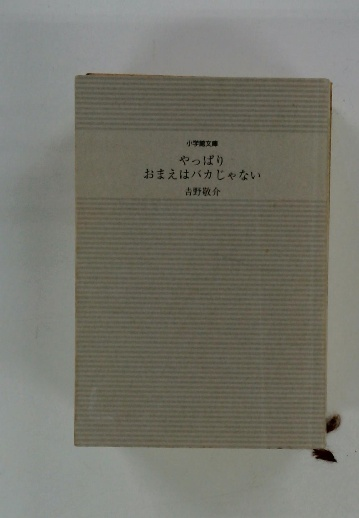 小学館文庫
やっぱり
おまえはバカじゃない
吉野敬介